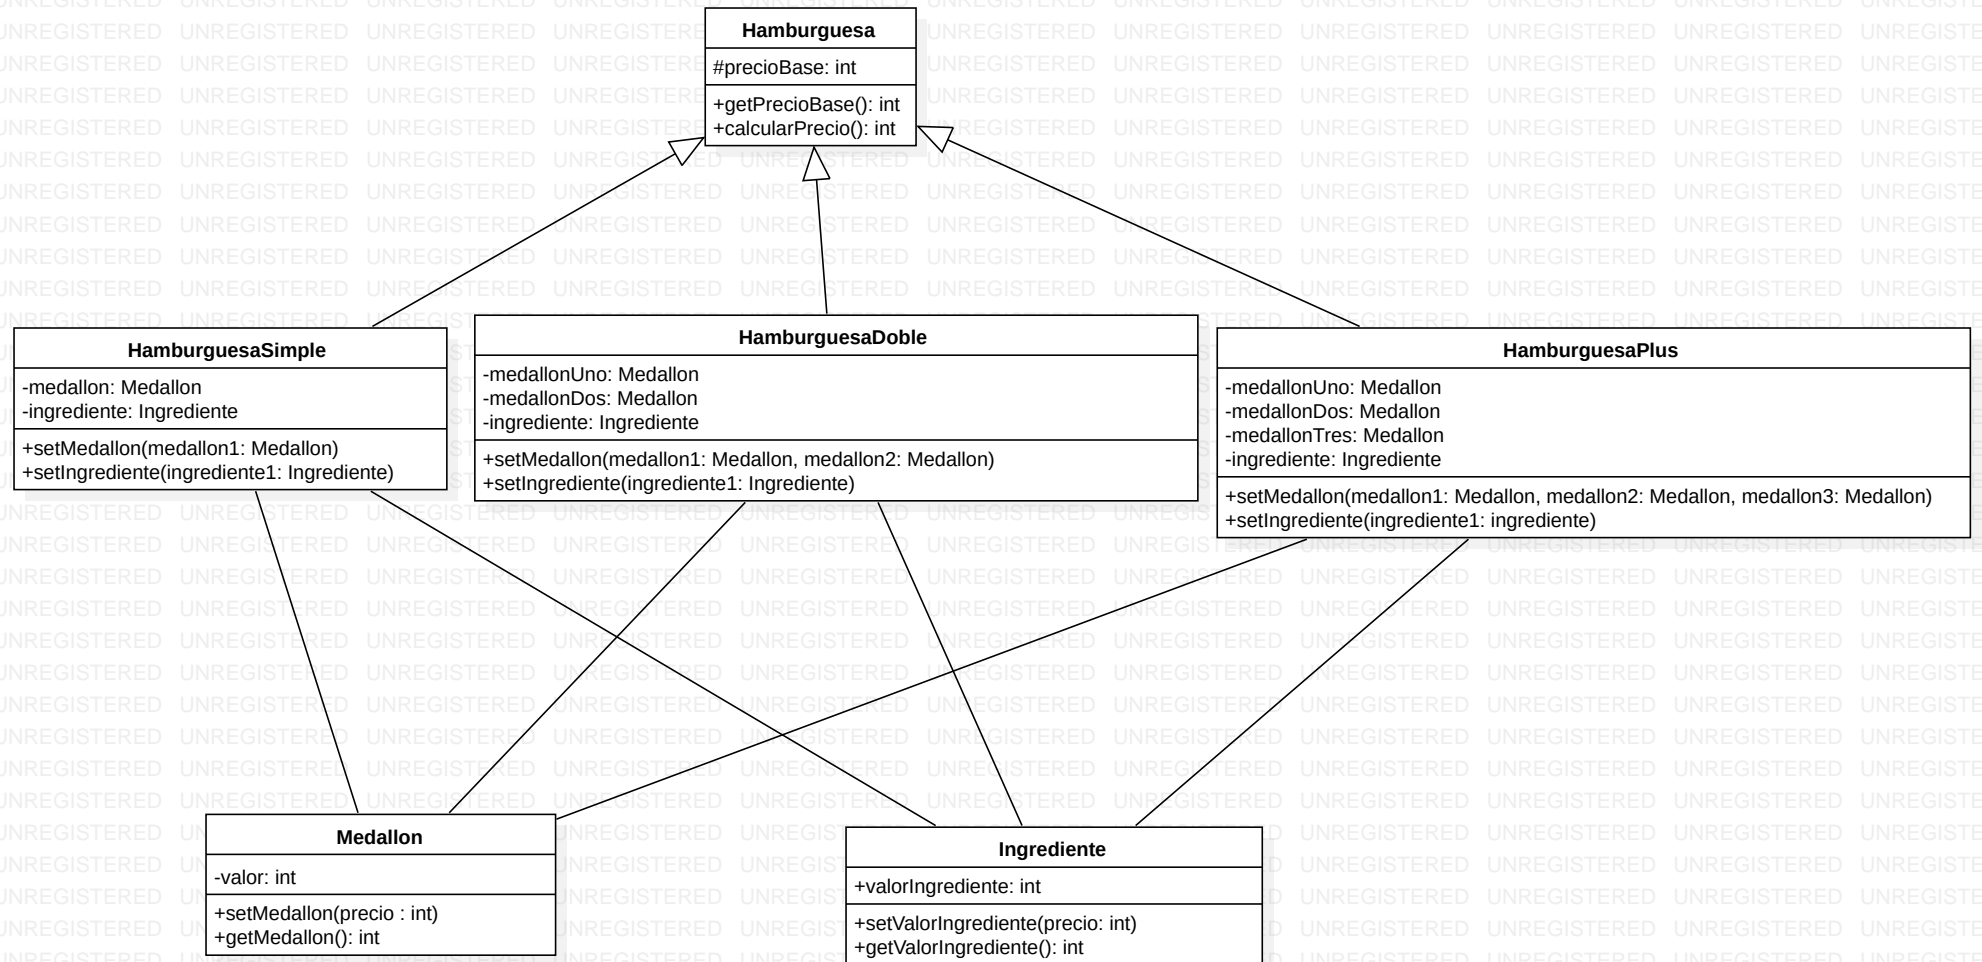 Hamburguesa
#precioBase: int
+getPrecioBase(): int
+calcularPrecio(): int
HamburguesaSimple
-medallon: Medallon
-ingrediente: Ingrediente
+setMedallon(medallon1: Medallon)
+setIngrediente(ingrediente1: Ingrediente)
HamburguesaDoble
-medallonUno: Medallon
-medallonDos: Medallon
-ingrediente: Ingrediente
+setMedallon(medallon1: Medallon, medallon2: Medallon)
+setIngrediente(ingrediente1: Ingrediente)
HamburguesaPlus
-medallonUno: Medallon
-medallonDos: Medallon
-medallonTres: Medallon
-ingrediente: Ingrediente
+setMedallon(medallon1: Medallon, medallon2: Medallon, medallon3: Medallon)
+setIngrediente(ingrediente1: ingrediente)
Medallon
-valor: int
+setMedallon(precio : int)
+getMedallon(): int
Ingrediente
+valorIngrediente: int
+setValorIngrediente(precio: int)
+getValorIngrediente(): int
UNREGISTERED